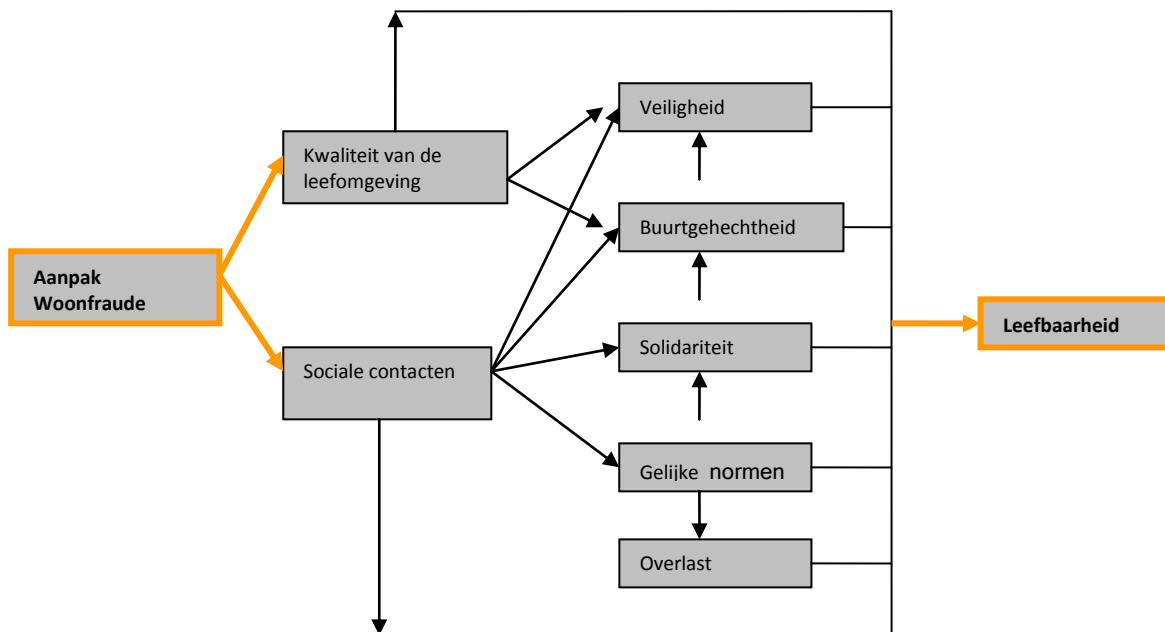 Veiligheid
Kwaliteit van de
leefomgeving
Buurtgehechtheid
Aanpak
Woonfraude
Leefbaarheid
Solidariteit
Sociale contacten
Gelijke normen
Overlast